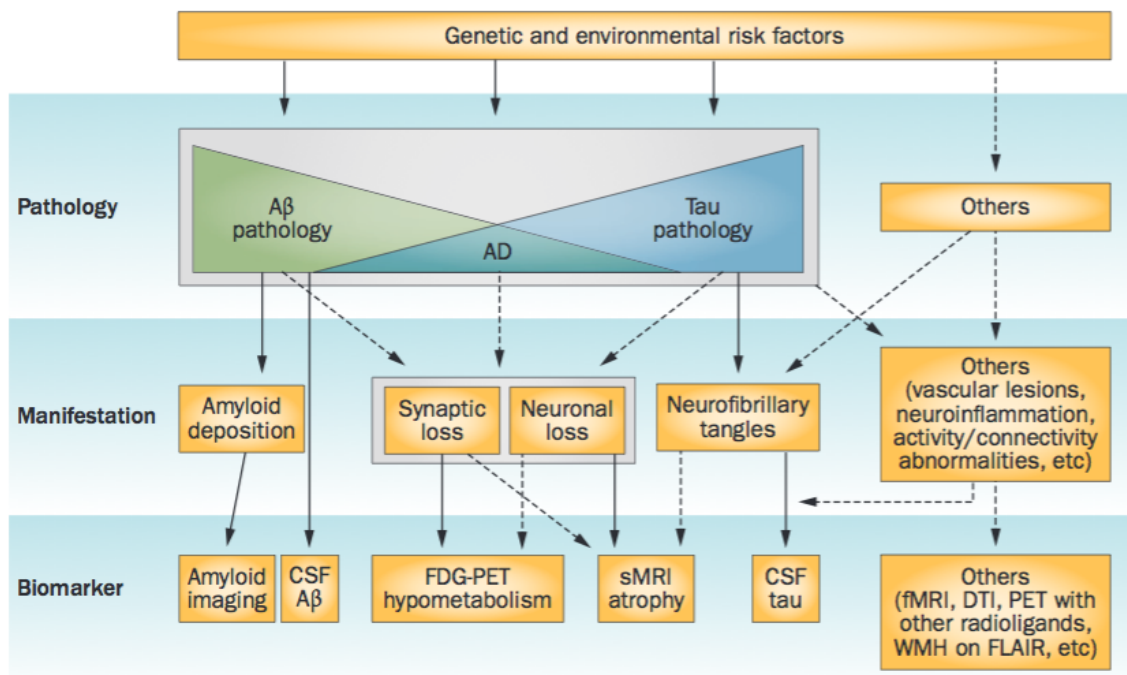 Genetic and environmental risk factors
Pathology
Aβ
pathology
AD
Tau
pathology
Others
Manifestation
Amyloid
deposition
Synaptic
loss
Neuronal
loss
Neurofibrillary
tangles
Others
(vascular lesions,
neuroinflammation,
activity/connectivity
abnormalities, etc)
Biomarker
Amyloid
imaging
CSF
Aβ
FDG-PET
hypometabolism
sMRI
atrophy
CSF
tau
Others
(fMRI, DTI, PET with
other radioligands,
WMH on FLAIR, etc)